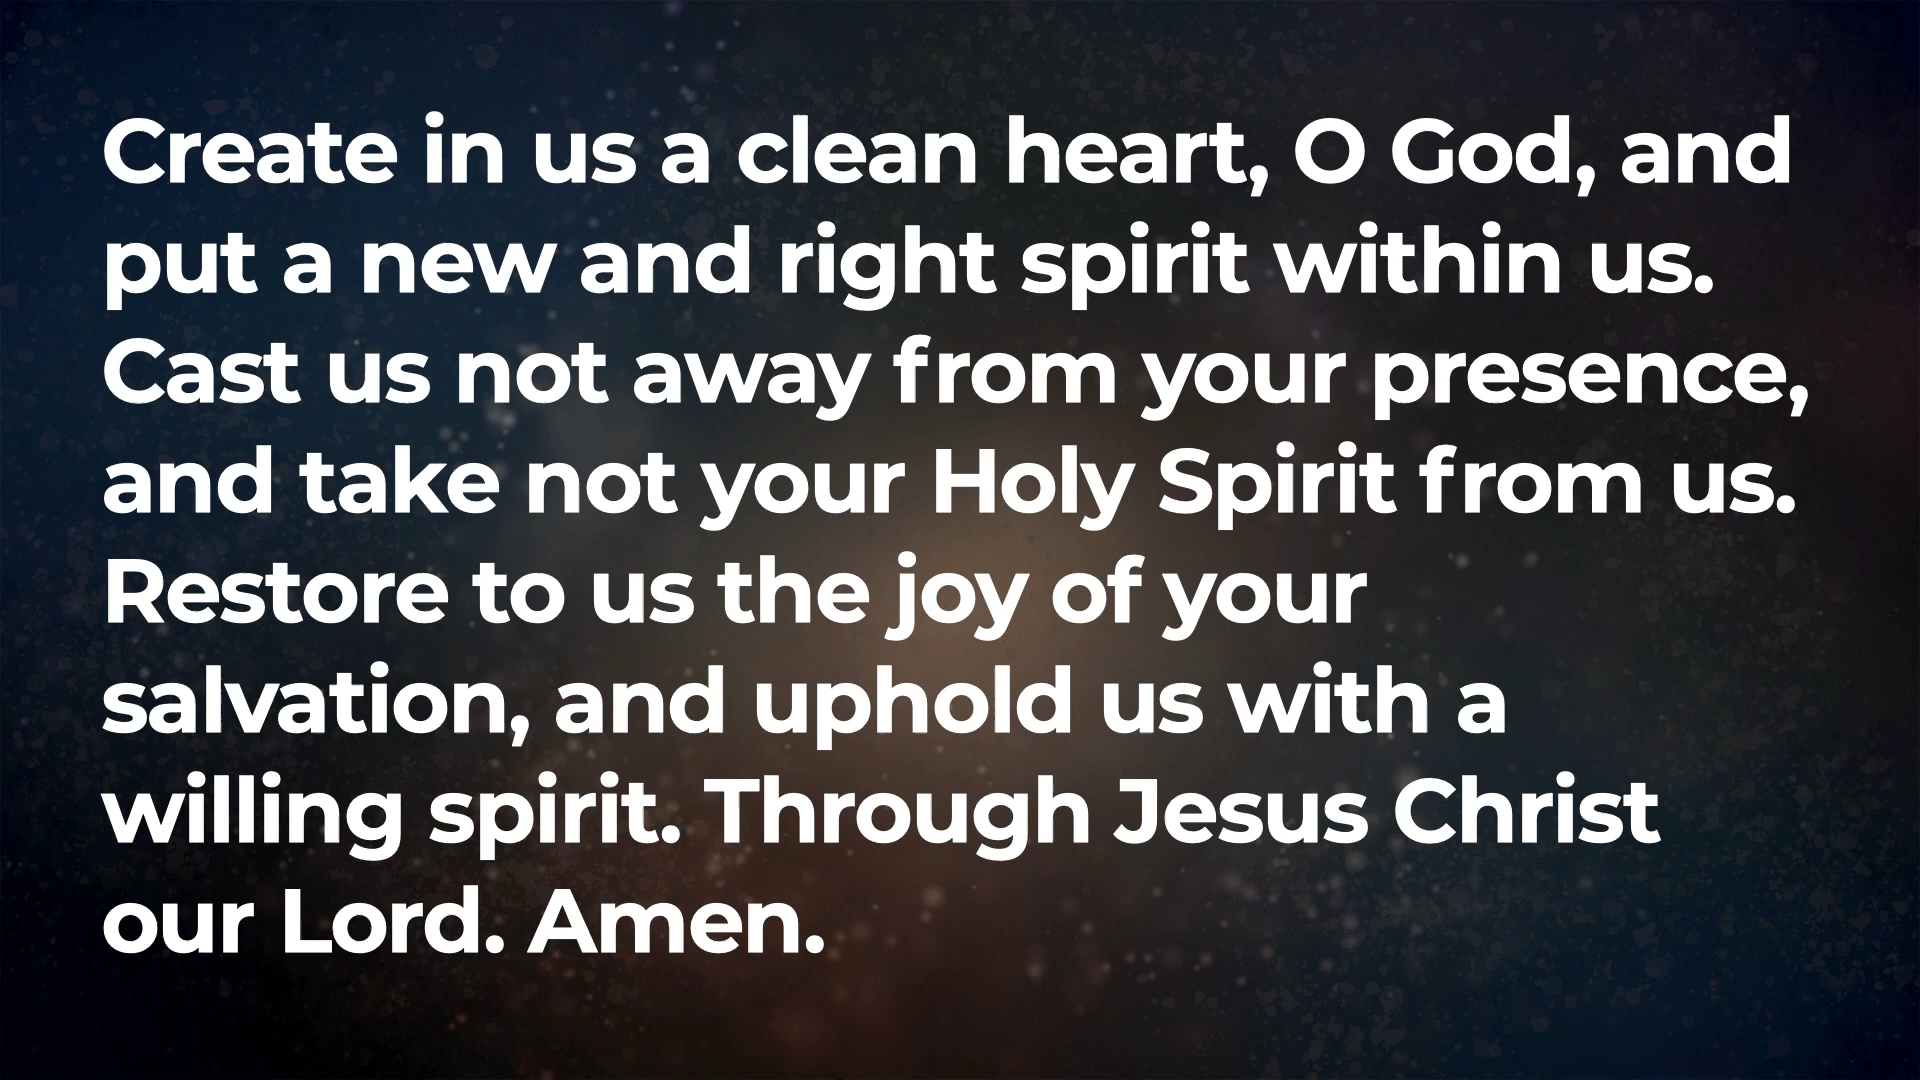 Create in us a clean heart, O God, and
put a new and right spirit within us.
Cast us not away from your presence,
and take not your Holy Spirit from us.
Restore to us the joy of your
salvation, and uphold us with a
willing spirit. Through Jesus Christ
our Lord. Amen.